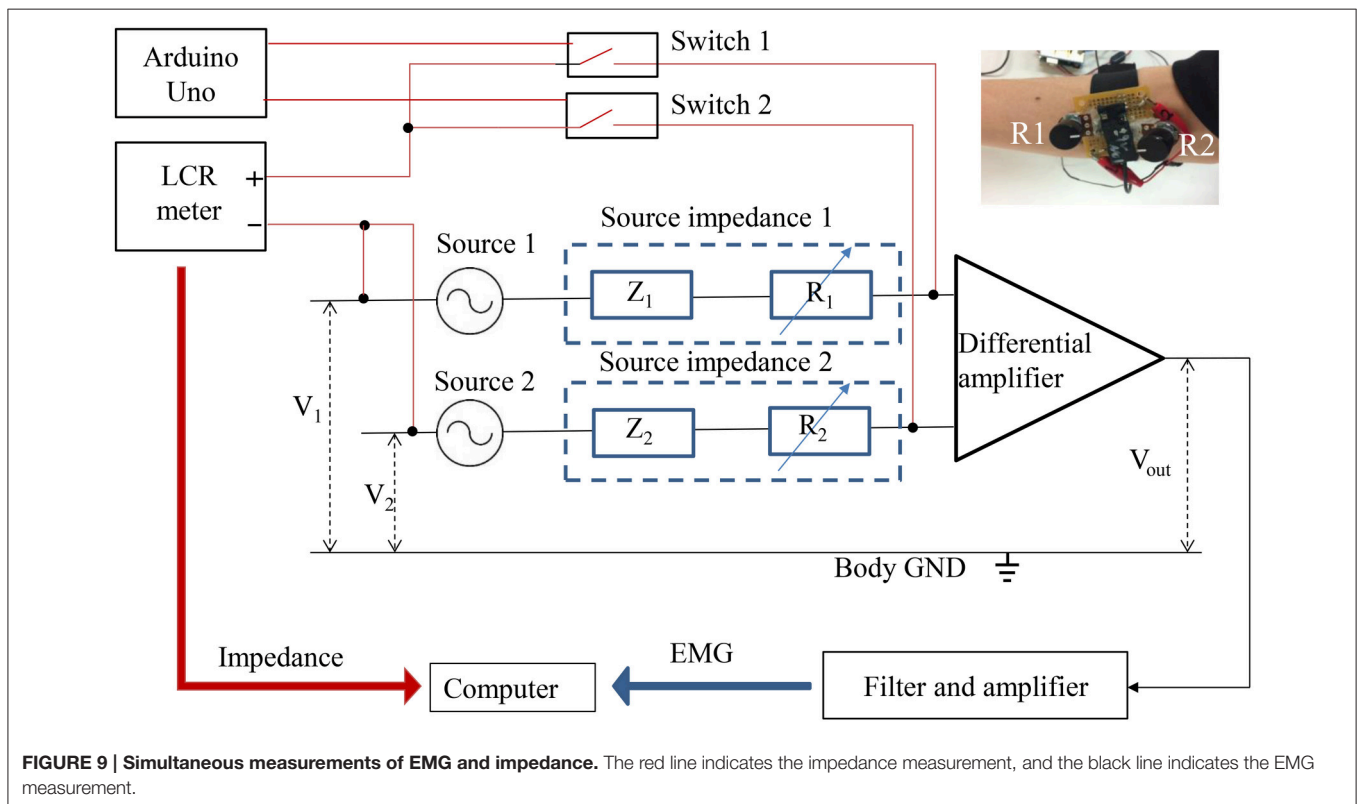 Arduino
Uno
Switch 1
Switch 2
LCR
meter
+
−
R1
R2
Source impedance 1
Source 1
Z₁
R₁
Differential
amplifier
Source impedance 2
Source 2
Z₂
R₂
V₁
V₂
Vout
Body GND
Impedance
Computer
EMG
Filter and amplifier
FIGURE 9 | Simultaneous measurements of EMG and impedance. The red line indicates the impedance measurement, and the black line indicates the EMG
measurement.